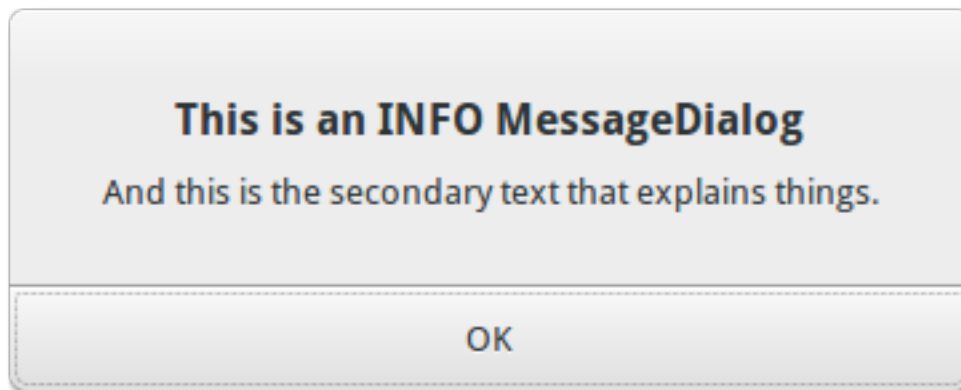 This is an INFO MessageDialog
And this is the secondary text that explains things.
OK